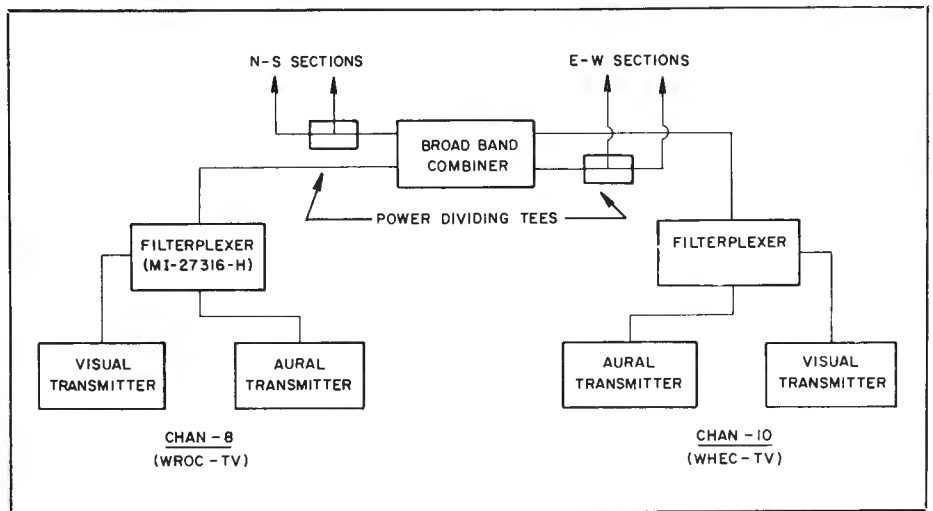 N-S SECTIONS
E-W SECTIONS
BROAD BAND
COMBINER
POWER DIVIDING TEES
FILTERPLEXER
(MI-27316-H)
FILTERPLEXER
VISUAL
TRANSMITTER
AURAL
TRANSMITTER
AURAL
TRANSMITTER
VISUAL
TRANSMITTER
CHAN-8
(WROC-TV)
CHAN-10
(WHEC-TV)